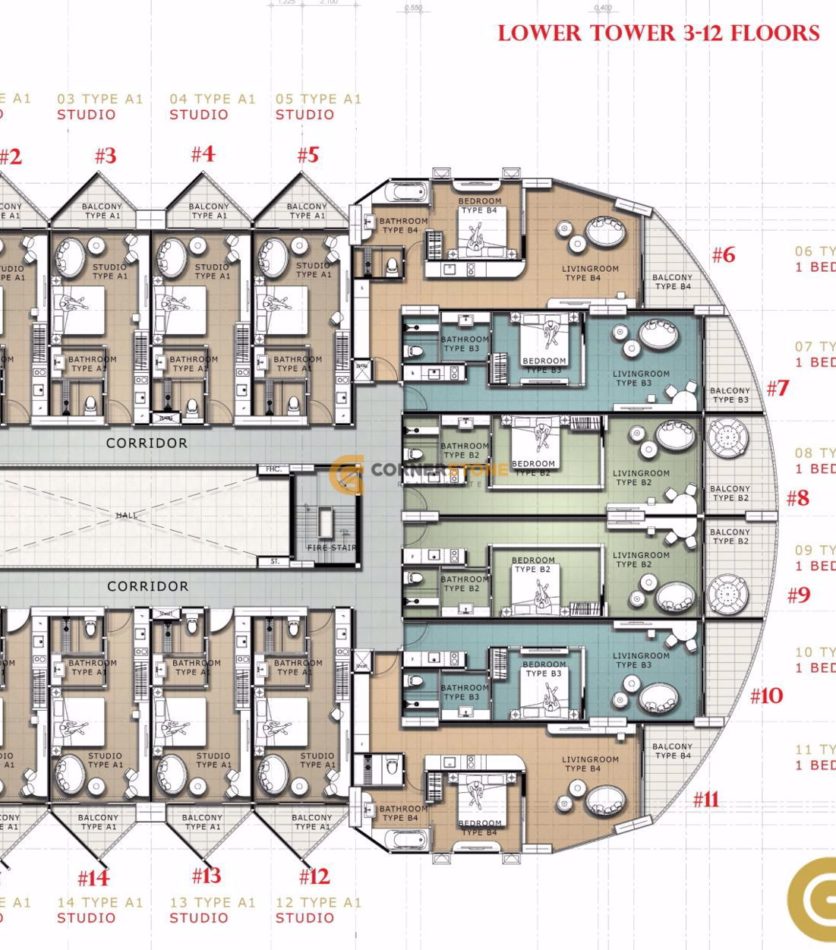 1,225
2,100
0,550
0,400
LOWER TOWER 3-12 FLOORS
E A1
03 TYPE A1
04 TYPE A1
05 TYPE A1
STUDIO
STUDIO
STUDIO
#2
#3
#4
#5
BALCONY
TYPE A1
BALCONY
TYPE A1
BALCONY
TYPE A1
BEDROOM
TYPE B4
BATHROOM
TYPE B4
LIVINGROOM
TYPE B4
BALCONY
TYPE B4
#6
06 TY
1 BED
STUDIO
TYPE A1
STUDIO
TYPE A1
STUDIO
TYPE A1
BATHROOM
TYPE A1
BATHROOM
TYPE A1
BATHROOM
TYPE B3
BEDROOM
TYPE B3
LIVINGROOM
TYPE B3
BALCONY
TYPE B3
#7
07 TY
1 BED
CORRIDOR
BATHROOM
TYPE B2
BEDROOM
TYPE B2
LIVINGROOM
TYPE B2
BALCONY
TYPE B2
#8
08 TY
1 BED
CORNERSTONE
FHC.
HALL
FIRE STAIR
ST.
CORRIDOR
BATHROOM
TYPE B2
BEDROOM
TYPE B2
LIVINGROOM
TYPE B2
BALCONY
TYPE B2
#9
09 TY
1 BED
BATHROOM
TYPE A1
BATHROOM
TYPE A1
BATHROOM
TYPE A1
BATHROOM
TYPE B3
BEDROOM
TYPE B3
LIVINGROOM
TYPE B3
#10
10 TY
1 BED
STUDIO
TYPE A1
STUDIO
TYPE A1
STUDIO
TYPE A1
LIVINGROOM
TYPE B4
BALCONY
TYPE B4
11 TY
1 BED
#11
BALCONY
TYPE A1
BALCONY
TYPE A1
BALCONY
TYPE A1
BATHROOM
TYPE B4
BEDROOM
TYPE B4
#14
#13
#12
E A1
14 TYPE A1
13 TYPE A1
12 TYPE A1
STUDIO
STUDIO
STUDIO